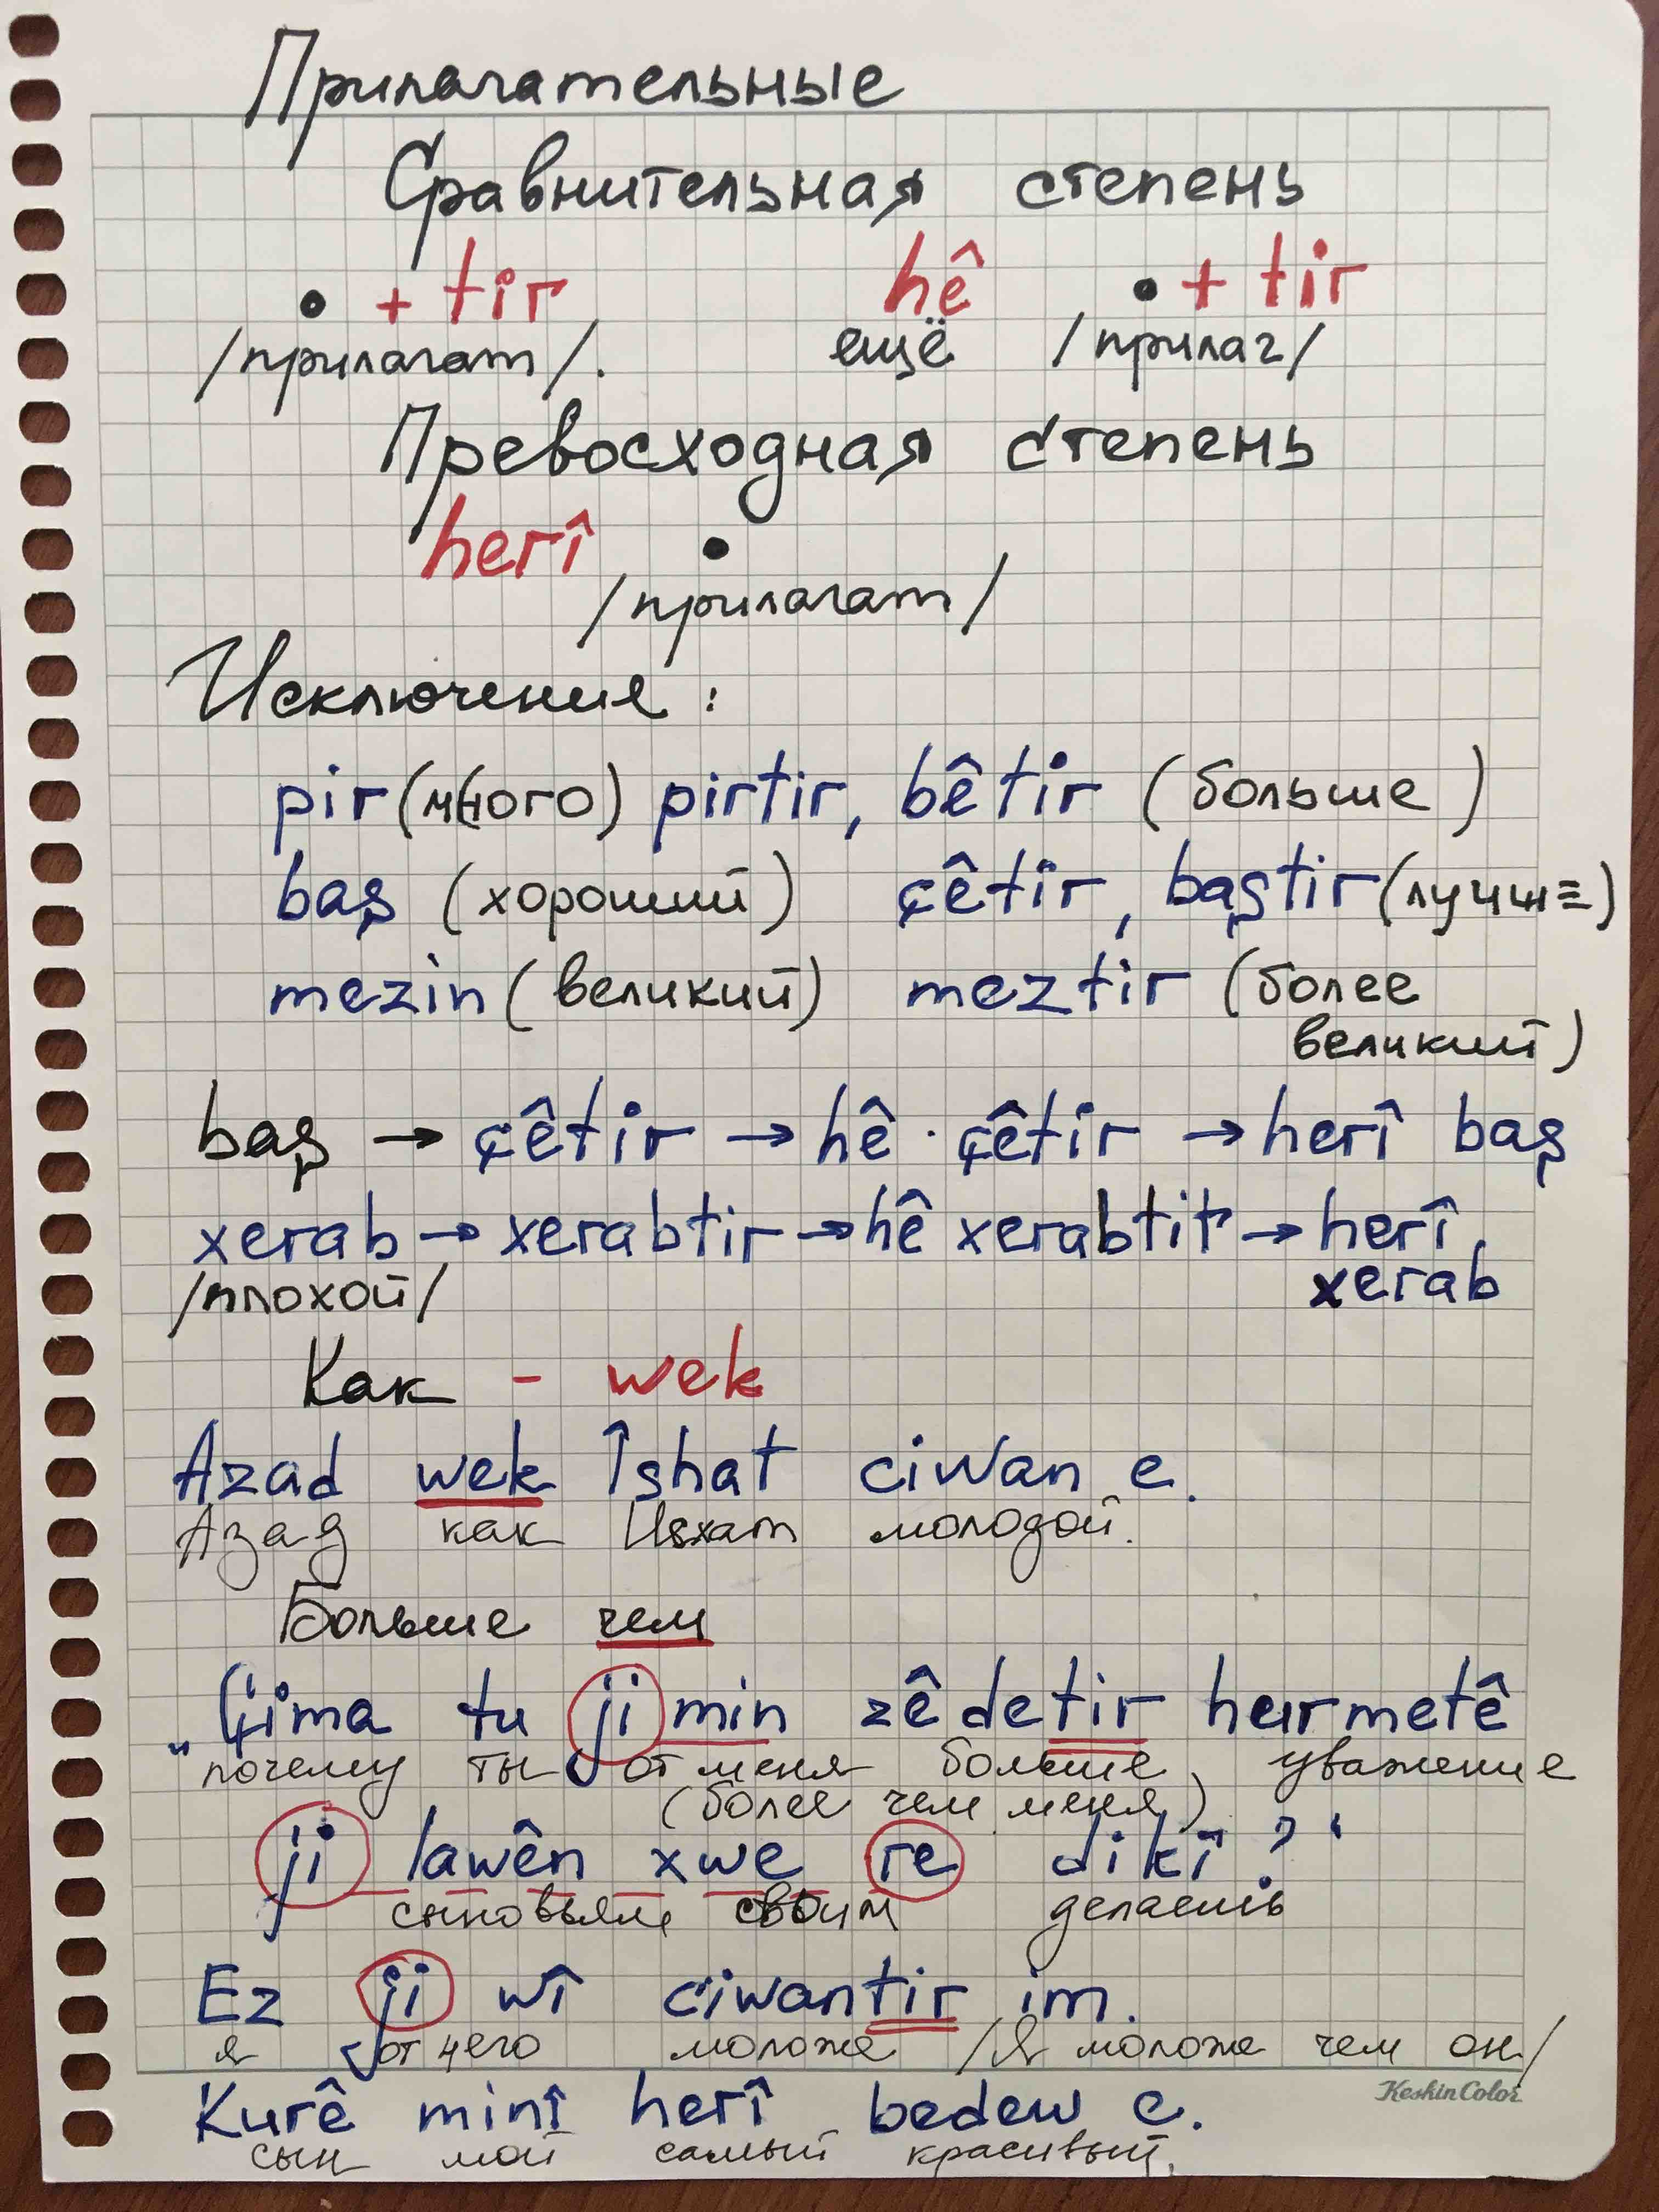 Прилагательные
Сравнительная степень
• + tir hê • + tir
/прилагат/. ещё /прилаг/
Превосходная степень
herî •
/прилагат/
Исключение:
pir (много) pirtir, bêtir (больше)
baş (хороший) çêtir, baştir (лучше)
mezin (великий) meztir (более
великий)
baş → çêtir → hê çêtir → herî baş
xerab → xerabtir → hê xerabtir → herî
/плохой/ xerab
Как - wek
Azad wek Îshat ciwan e.
Азад как Исхат молодой.
Больше чем
„Çima tu ji min zêdetir hurmetê
почему ты от меня больше уважение
(более чем меня)
ji lawên xwe re dikî?“
сыновьям своим делаешь
Ez ji wî ciwantir im.
я от него моложе /Я моложе чем он/
KeskinColor
Kurê minî herî bedew e.
сын мой самый красивый.